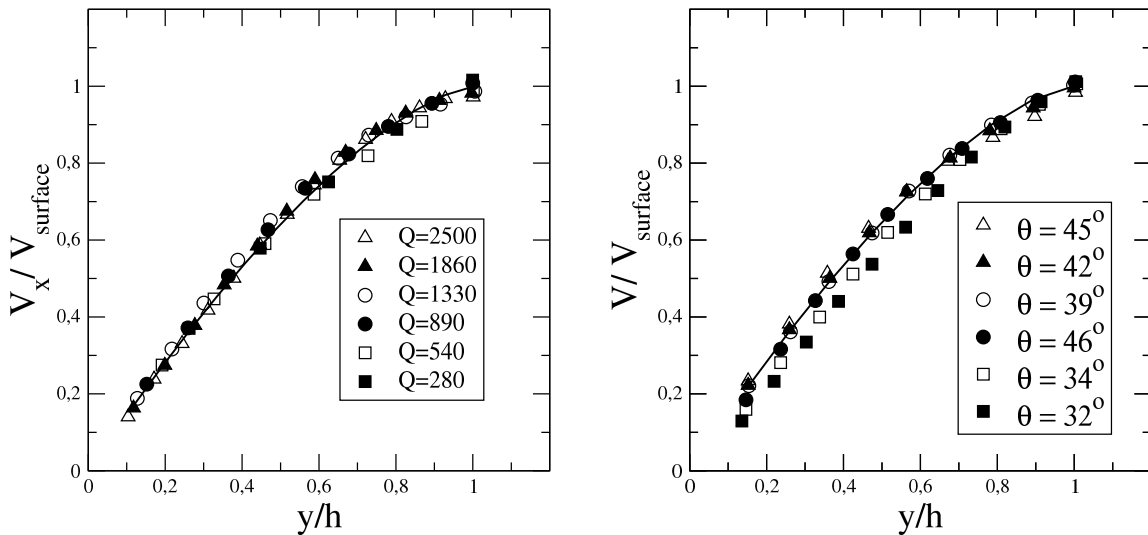 V_x / V_surface
1
0,8
0,6
0,4
0,2
0
0 0,2 0,4 0,6 0,8 1
y/h
Q=2500
Q=1860
Q=1330
Q=890
Q=540
Q=280
V/ V_surface
1
0,8
0,6
0,4
0,2
0
0 0,2 0,4 0,6 0,8 1
y/h
θ = 45°
θ = 42°
θ = 39°
θ = 46°
θ = 34°
θ = 32°